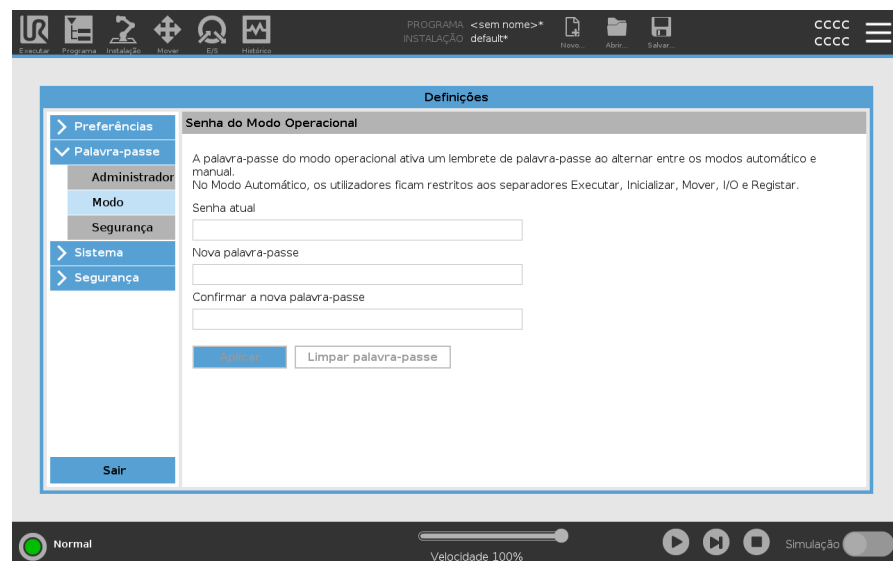 PROGRAMA <sem nome>*
INSTALAÇÃO default*
Executar Programa Instalação Mover E/S Histórico
Novo... Abrir... Salvar...
cccc
cccc
Definições
Preferências
Palavra-passe
Administrador
Modo
Segurança
Sistema
Segurança
Sair
Senha do Modo Operacional
A palavra-passe do modo operacional ativa um lembrete de palavra-passe ao alternar entre os modos automático e
manual.
No Modo Automático, os utilizadores ficam restritos aos separadores Executar, Inicializar, Mover, I/O e Registar.
Senha atual
Nova palavra-passe
Confirmar a nova palavra-passe
Aplicar Limpar palavra-passe
Normal
Velocidade 100%
Simulação